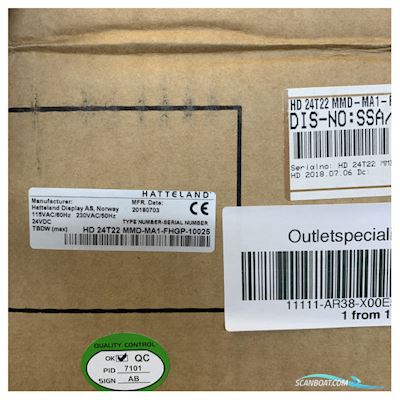 HATTELAND
Manufacturer:
Hatteland Display AS, Norway
115VAC/60Hz 230VAC/50Hz
24VDC
TBDW (max)
MFR. Date:
20180703
CE
TYPE NUMBER-SERIAL NUMBER
HD 24T22 MMD-MA1-FHGP-10025
HD 24T22 MMD-MA1-F
DIS-NO:SSA/
Serialno: HD 24T22 MM
HD 2018.07.06 Dc:
Outletspeciali
11111-AR38-X00E
1 from 1
QUALITY CONTROL
OK QC
PID 7101
SIGN AB
SCANBOAT.COM